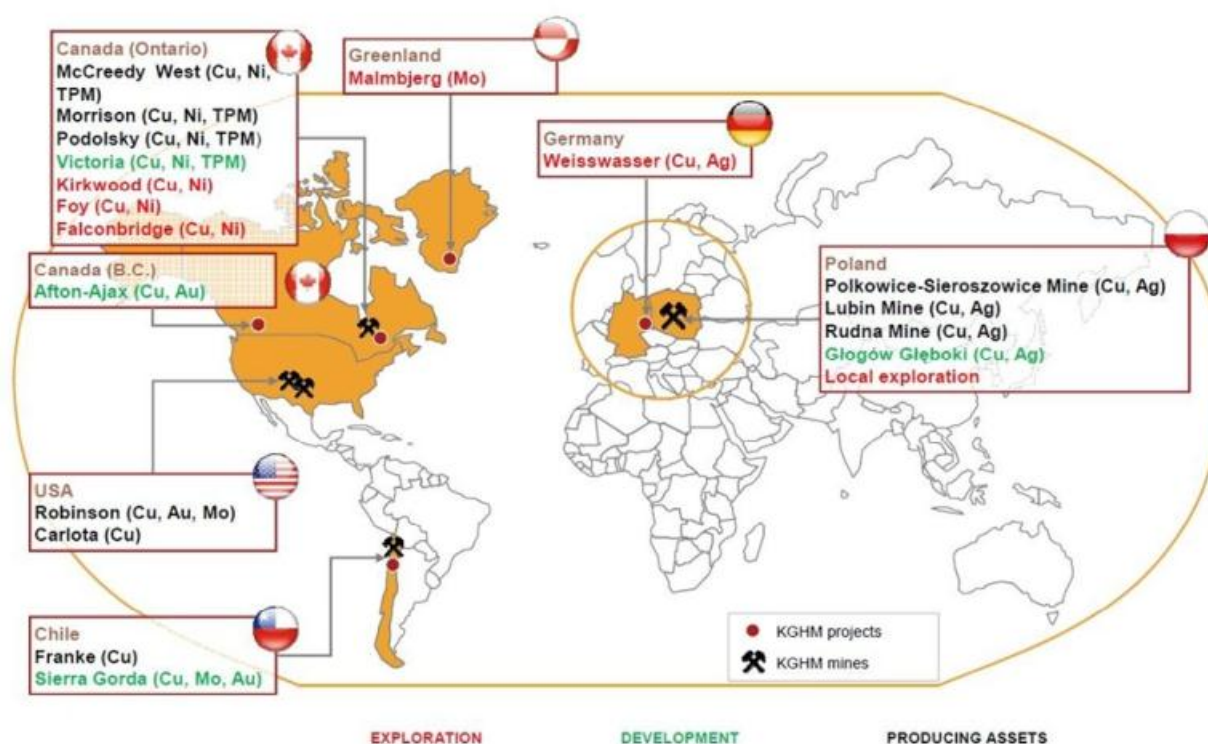 Canada (Ontario)
McCreedy West (Cu, Ni,
TPM)
Morrison (Cu, Ni, TPM)
Podolsky (Cu, Ni, TPM)
Victoria (Cu, Ni, TPM)
Kirkwood (Cu, Ni)
Foy (Cu, Ni)
Falconbridge (Cu, Ni)
Greenland
Malmbjerg (Mo)
Germany
Weisswasser (Cu, Ag)
Canada (B.C.)
Afton-Ajax (Cu, Au)
Poland
Polkowice-Sieroszowice Mine (Cu, Ag)
Lubin Mine (Cu, Ag)
Rudna Mine (Cu, Ag)
Głogów Głęboki (Cu, Ag)
Local exploration
USA
Robinson (Cu, Au, Mo)
Carlota (Cu)
Chile
Franke (Cu)
Sierra Gorda (Cu, Mo, Au)
KGHM projects
KGHM mines
EXPLORATION
DEVELOPMENT
PRODUCING ASSETS